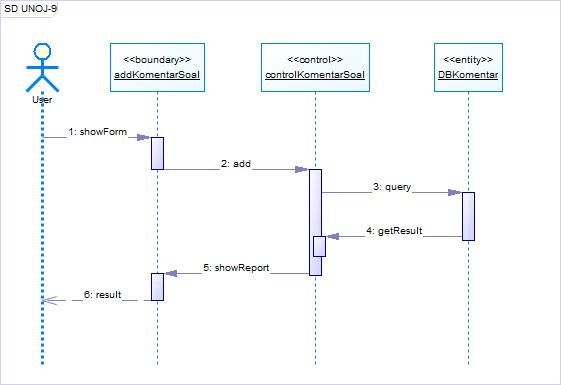 SD UNOJ-9
<<boundary>>
addKomentarSoal
<<control>>
controlKomentarSoal
<<entity>>
DBKomentar
User
1: showForm
2: add
3: query
4: getResult
5: showReport
6: result